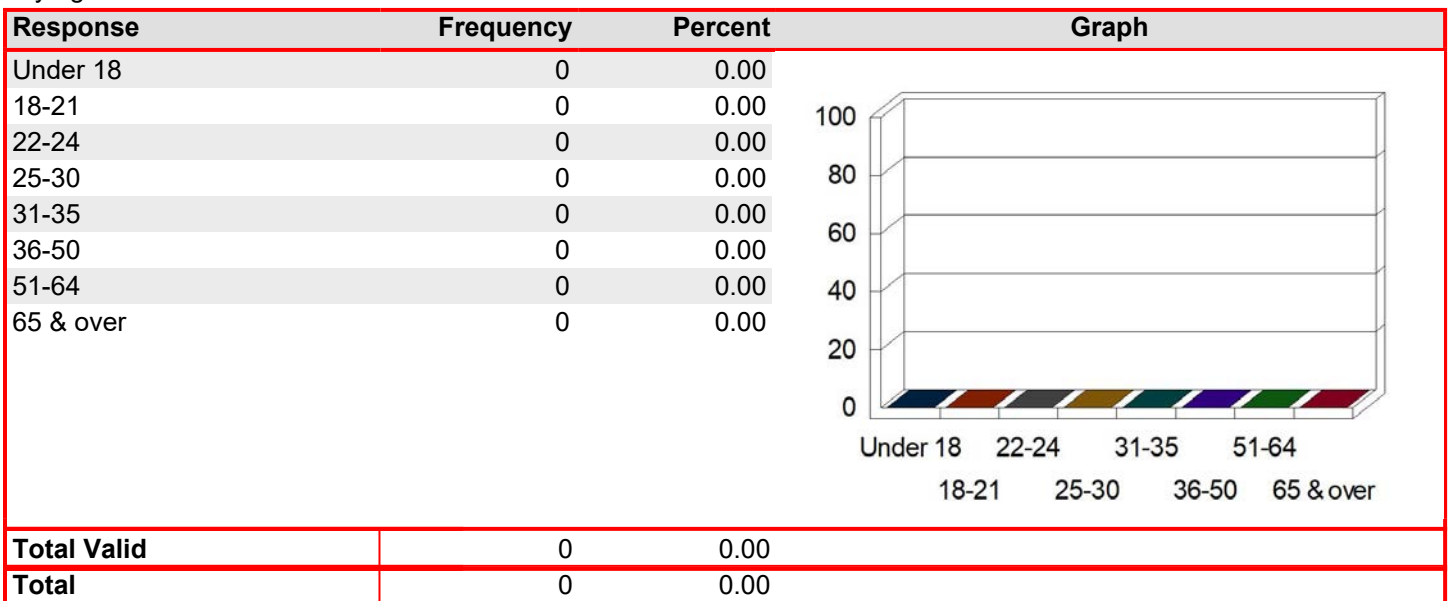 Response Frequency Percent Graph
Under 18 0 0.00
18-21 0 0.00
22-24 0 0.00
25-30 0 0.00
31-35 0 0.00
36-50 0 0.00
51-64 0 0.00
65 & over 0 0.00
100
80
60
40
20
0
Under 18 22-24 31-35 51-64
18-21 25-30 36-50 65 & over
Total Valid 0 0.00
Total 0 0.00